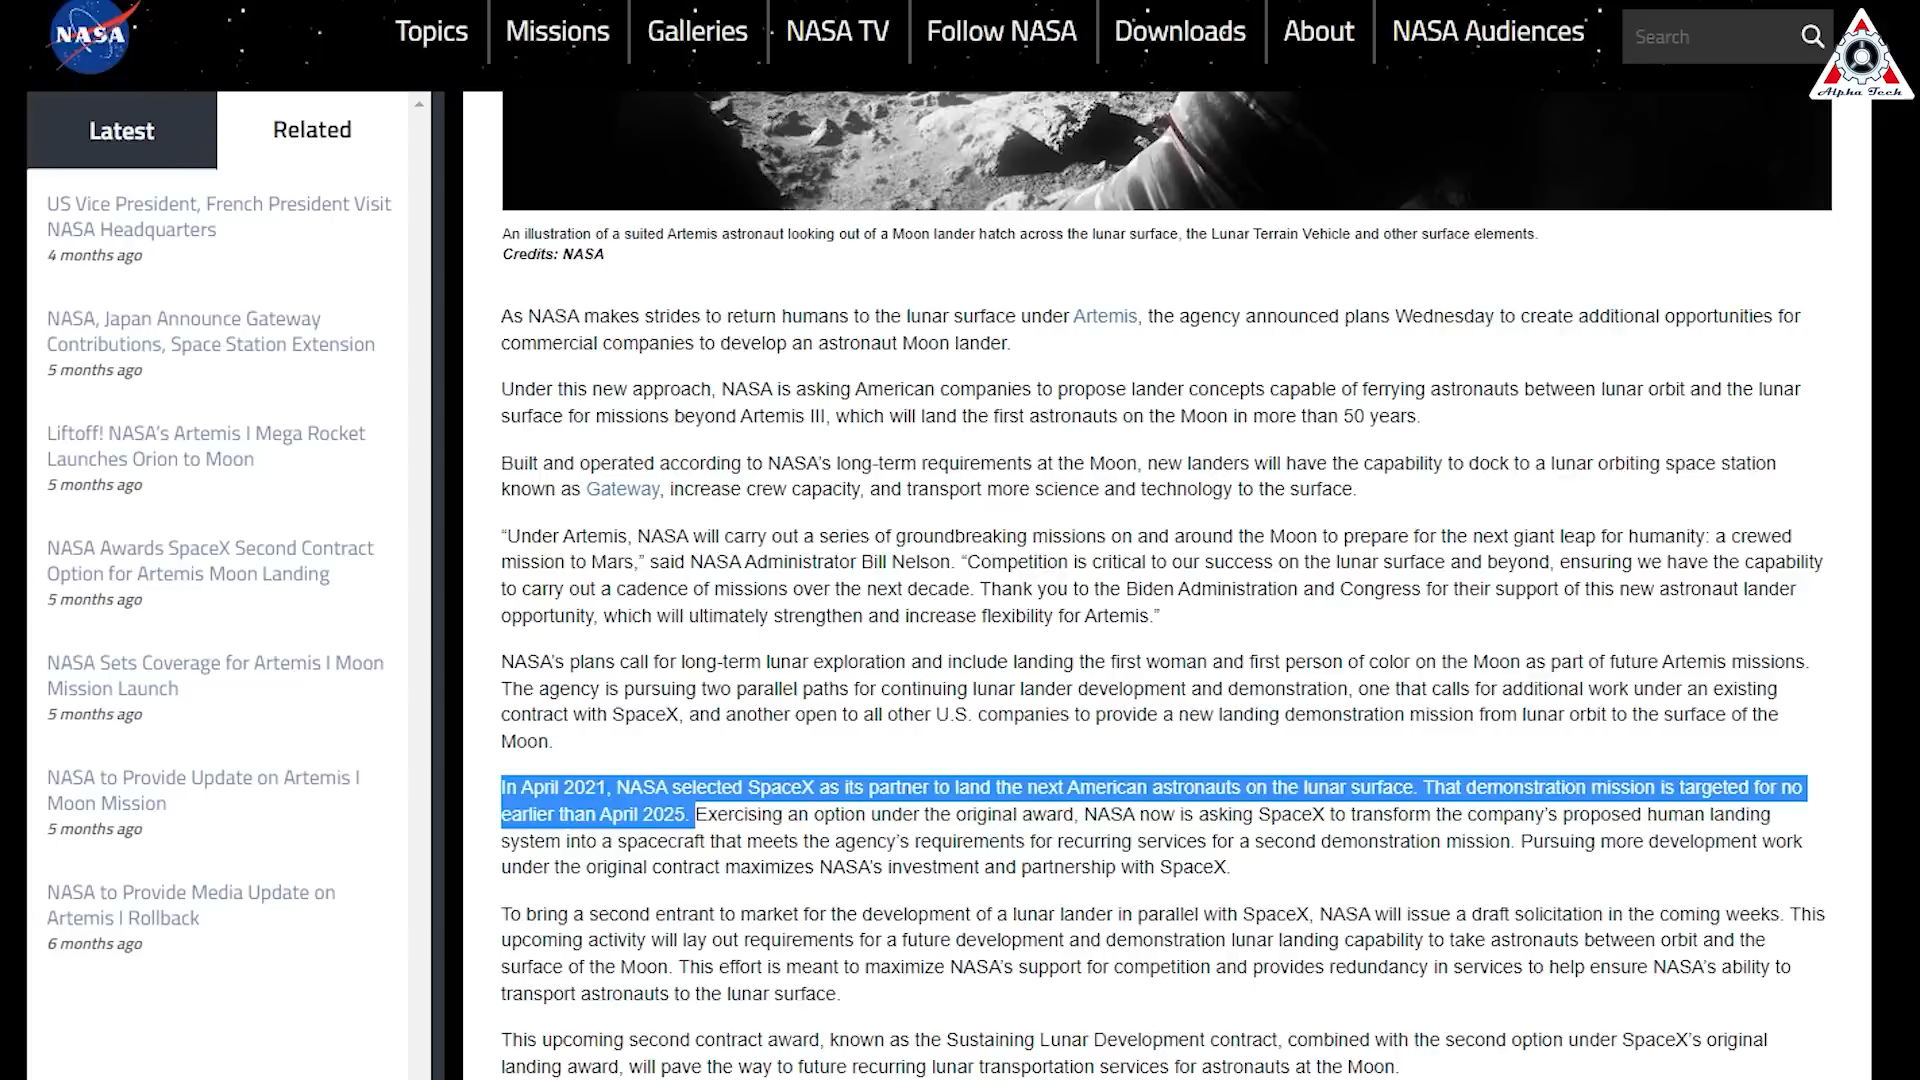 NASA
Topics
Missions
Galleries
NASA TV
Follow NASA
Downloads
About
NASA Audiences
Search
Alpha Tech
Latest
Related
US Vice President, French President Visit
NASA Headquarters
4 months ago
NASA, Japan Announce Gateway
Contributions, Space Station Extension
5 months ago
Liftoff! NASA’s Artemis I Mega Rocket
Launches Orion to Moon
5 months ago
NASA Awards SpaceX Second Contract
Option for Artemis Moon Landing
5 months ago
NASA Sets Coverage for Artemis I Moon
Mission Launch
5 months ago
NASA to Provide Update on Artemis I
Moon Mission
5 months ago
NASA to Provide Media Update on
Artemis I Rollback
6 months ago
An illustration of a suited Artemis astronaut looking out of a Moon lander hatch across the lunar surface, the Lunar Terrain Vehicle and other surface elements.
Credits: NASA
As NASA makes strides to return humans to the lunar surface under Artemis, the agency announced plans Wednesday to create additional opportunities for
commercial companies to develop an astronaut Moon lander.
Under this new approach, NASA is asking American companies to propose lander concepts capable of ferrying astronauts between lunar orbit and the lunar
surface for missions beyond Artemis III, which will land the first astronauts on the Moon in more than 50 years.
Built and operated according to NASA’s long-term requirements at the Moon, new landers will have the capability to dock to a lunar orbiting space station
known as Gateway, increase crew capacity, and transport more science and technology to the surface.
“Under Artemis, NASA will carry out a series of groundbreaking missions on and around the Moon to prepare for the next giant leap for humanity: a crewed
mission to Mars,” said NASA Administrator Bill Nelson. “Competition is critical to our success on the lunar surface and beyond, ensuring we have the capability
to carry out a cadence of missions over the next decade. Thank you to the Biden Administration and Congress for their support of this new astronaut lander
opportunity, which will ultimately strengthen and increase flexibility for Artemis.”
NASA’s plans call for long-term lunar exploration and include landing the first woman and first person of color on the Moon as part of future Artemis missions.
The agency is pursuing two parallel paths for continuing lunar lander development and demonstration, one that calls for additional work under an existing
contract with SpaceX, and another open to all other U.S. companies to provide a new landing demonstration mission from lunar orbit to the surface of the
Moon.
In April 2021, NASA selected SpaceX as its partner to land the next American astronauts on the lunar surface. That demonstration mission is targeted for no
earlier than April 2025. Exercising an option under the original award, NASA now is asking SpaceX to transform the company’s proposed human landing
system into a spacecraft that meets the agency’s requirements for recurring services for a second demonstration mission. Pursuing more development work
under the original contract maximizes NASA’s investment and partnership with SpaceX.
To bring a second entrant to market for the development of a lunar lander in parallel with SpaceX, NASA will issue a draft solicitation in the coming weeks. This
upcoming activity will lay out requirements for a future development and demonstration lunar landing capability to take astronauts between orbit and the
surface of the Moon. This effort is meant to maximize NASA’s support for competition and provides redundancy in services to help ensure NASA’s ability to
transport astronauts to the lunar surface.
This upcoming second contract award, known as the Sustaining Lunar Development contract, combined with the second option under SpaceX’s original
landing award, will pave the way to future recurring lunar transportation services for astronauts at the Moon.